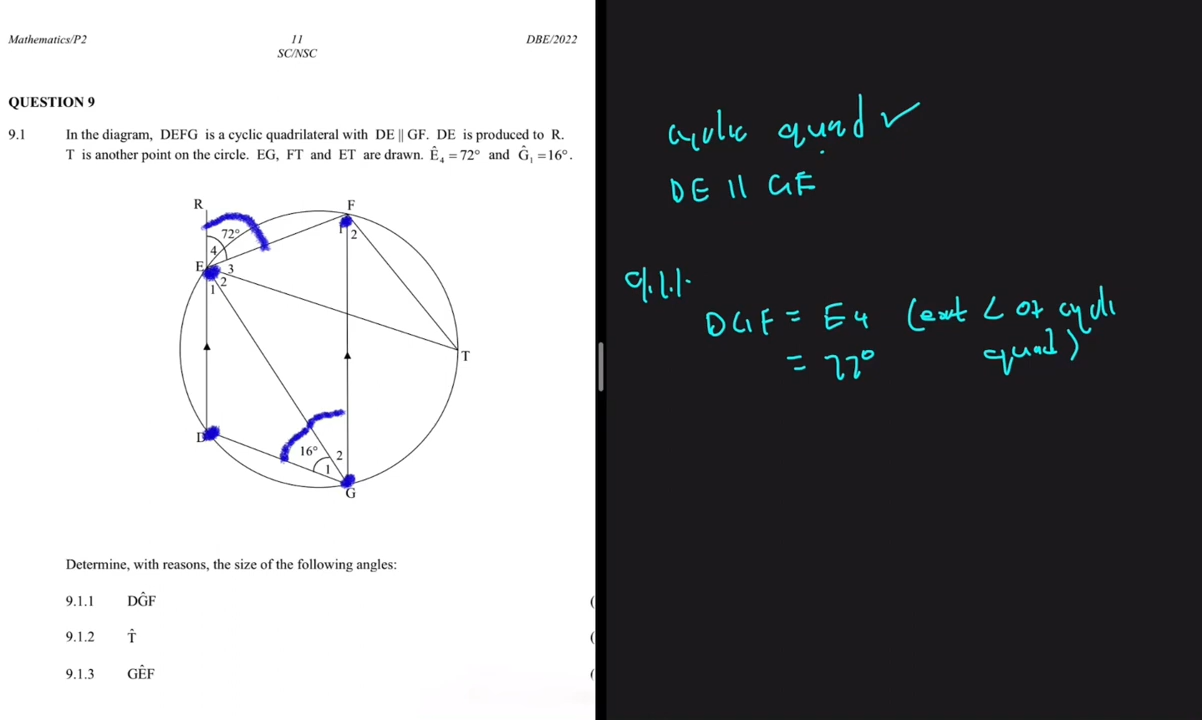 Mathematics/P2 11 DBE/2022
SC/NSC
QUESTION 9
9.1 In the diagram, DEFG is a cyclic quadrilateral with DE || GF. DE is produced to R.
T is another point on the circle. EG, FT and ET are drawn. Ê₄ = 72° and Ĝ₁ = 16°.
R
F
72°
1 2
4
E 3
2
1
T
D
16° 2
1
G
Determine, with reasons, the size of the following angles:
9.1.1 DĜF (
9.1.2 T̂ (
9.1.3 GÊF (
cyclic quad ✓
DE || GF
9.1.1.
DGF = E4 (ext < of cyclic
= 72° quad)